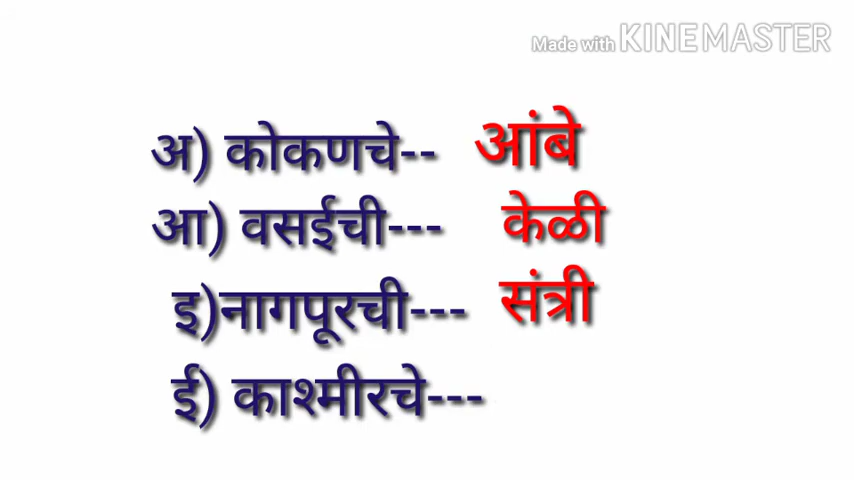 Made with KINEMASTER
अ) कोकणचे-- आंबे
आ) वसईची--- केळी
इ)नागपूरची--- संत्री
ई) काश्मीरचे---